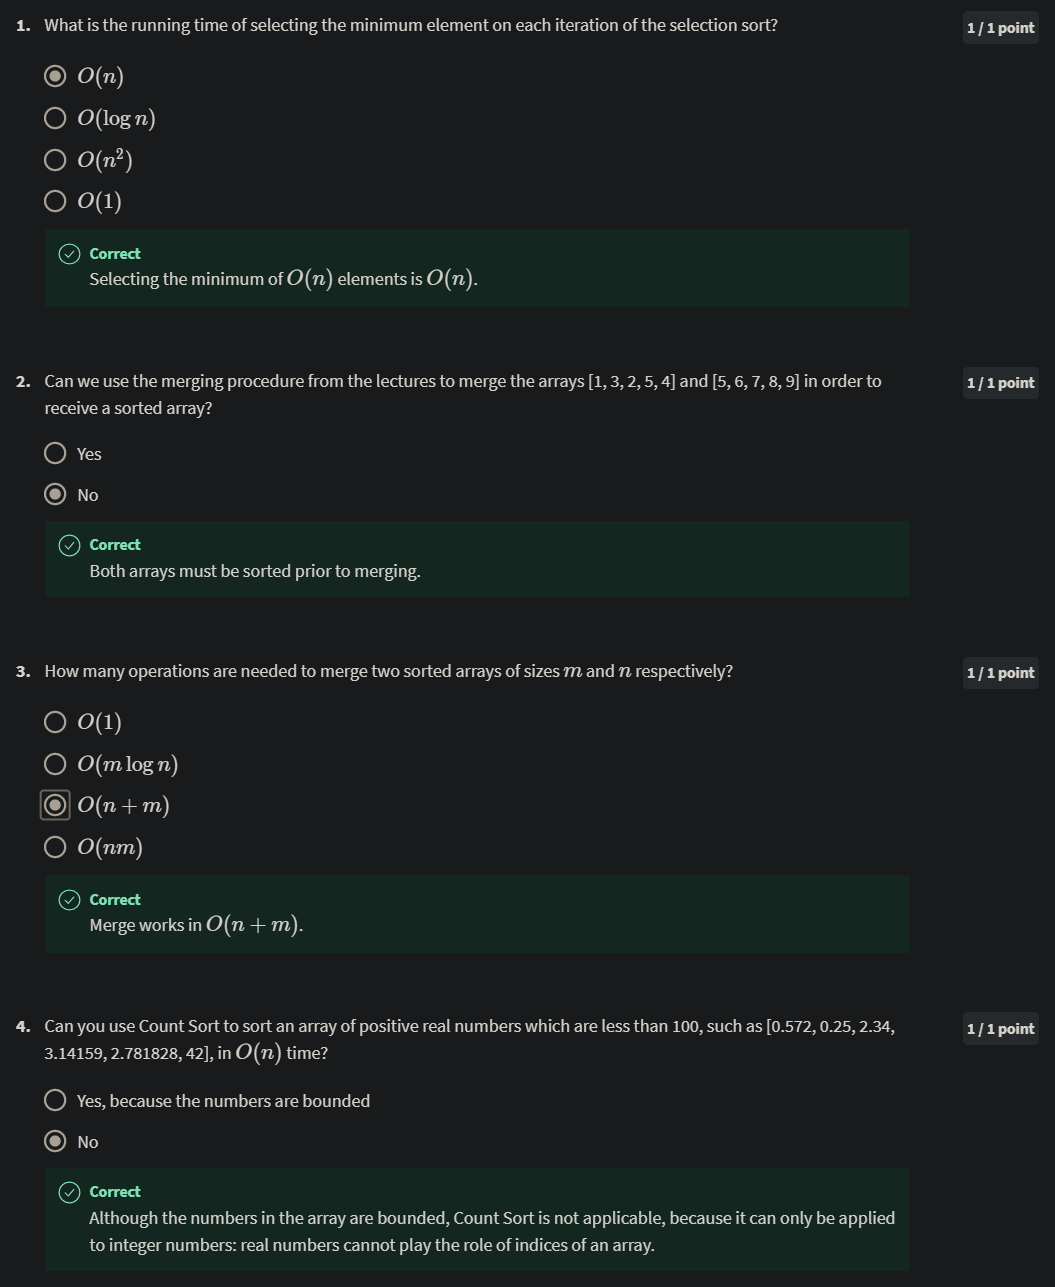 1. What is the running time of selecting the minimum element on each iteration of the selection sort?
1 / 1 point
O(n)
O(log n)
O(n²)
O(1)
Correct
Selecting the minimum of O(n) elements is O(n).
2. Can we use the merging procedure from the lectures to merge the arrays [1, 3, 2, 5, 4] and [5, 6, 7, 8, 9] in order to
receive a sorted array?
1 / 1 point
Yes
No
Correct
Both arrays must be sorted prior to merging.
3. How many operations are needed to merge two sorted arrays of sizes m and n respectively?
1 / 1 point
O(1)
O(m log n)
O(n + m)
O(nm)
Correct
Merge works in O(n + m).
4. Can you use Count Sort to sort an array of positive real numbers which are less than 100, such as [0.572, 0.25, 2.34,
3.14159, 2.781828, 42], in O(n) time?
1 / 1 point
Yes, because the numbers are bounded
No
Correct
Although the numbers in the array are bounded, Count Sort is not applicable, because it can only be applied
to integer numbers: real numbers cannot play the role of indices of an array.